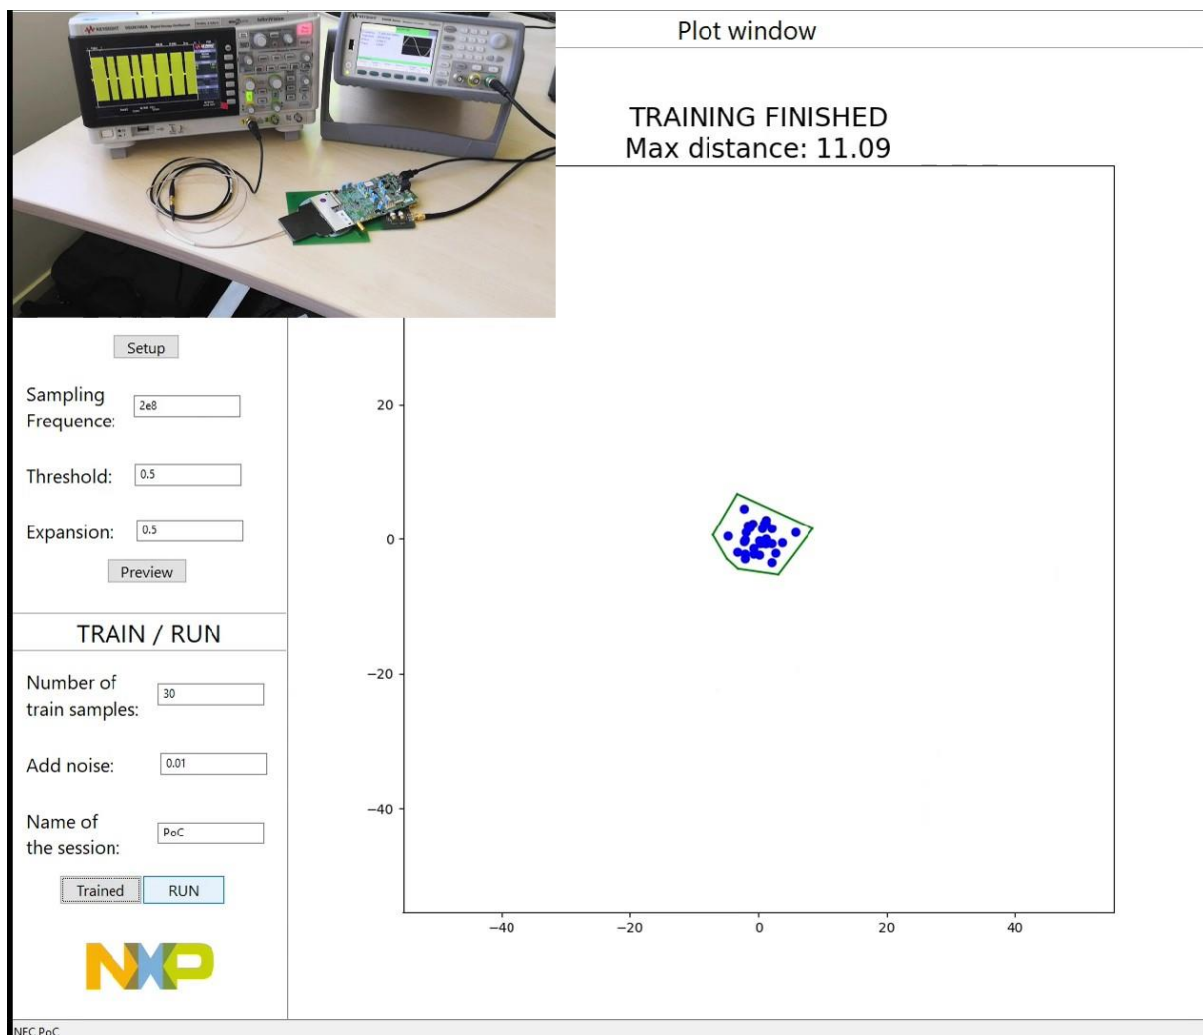 KEYSIGHT
Plot window
TRAINING FINISHED
Max distance: 11.09
Setup
Sampling
Frequence:
2e8
Threshold:
0.5
Expansion:
0.5
Preview
TRAIN / RUN
Number of
train samples:
30
Add noise:
0.01
Name of
the session:
PoC
Trained
RUN
NXP
NFC PoC
20
0
−20
−40
−40
−20
0
20
40